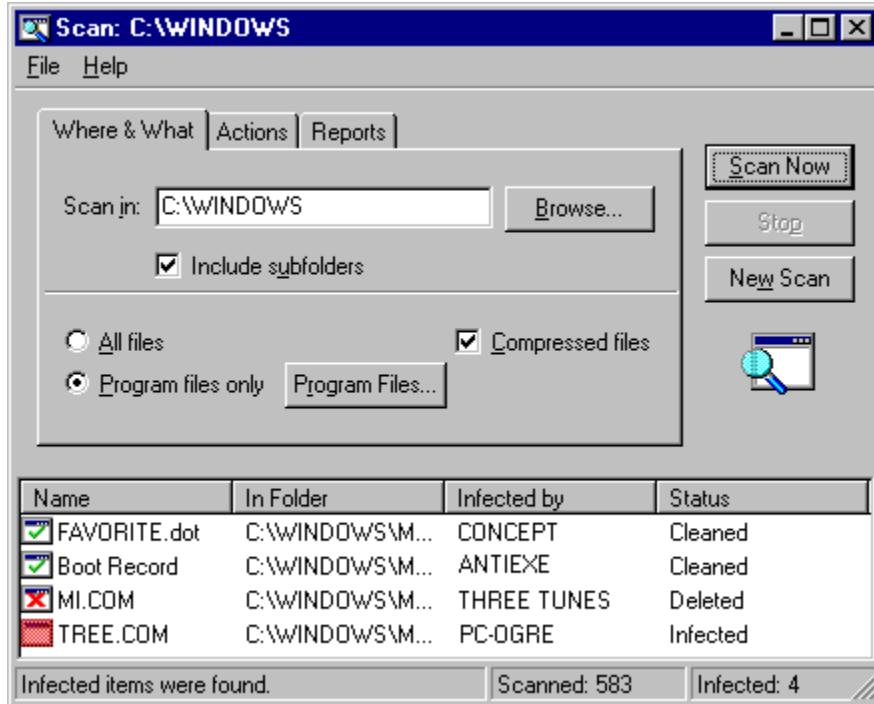 Scan: C:\WINDOWS
File Help
Where & What Actions Reports
Scan Now
Scan in: C:\WINDOWS Browse...
Stop
Include subfolders
New Scan
All files Compressed files
Program files only Program Files...
Name In Folder Infected by Status
FAVORITE.dot C:\WINDOWS\M... CONCEPT Cleaned
Boot Record C:\WINDOWS\M... ANTIEXE Cleaned
MI.COM C:\WINDOWS\M... THREE TUNES Deleted
TREE.COM C:\WINDOWS\M... PC-OGRE Infected
Infected items were found. Scanned: 583 Infected: 4